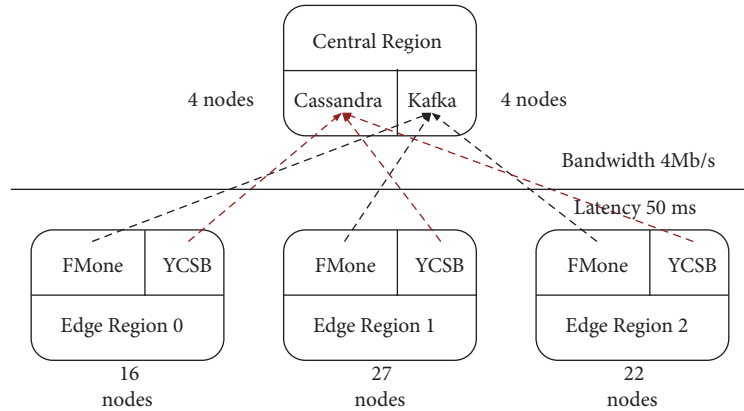 Central Region
4 nodes
Cassandra
Kafka
4 nodes
Bandwidth 4Mb/s
Latency 50 ms
FMone
YCSB
FMone
YCSB
FMone
YCSB
Edge Region 0
Edge Region 1
Edge Region 2
16
nodes
27
nodes
22
nodes